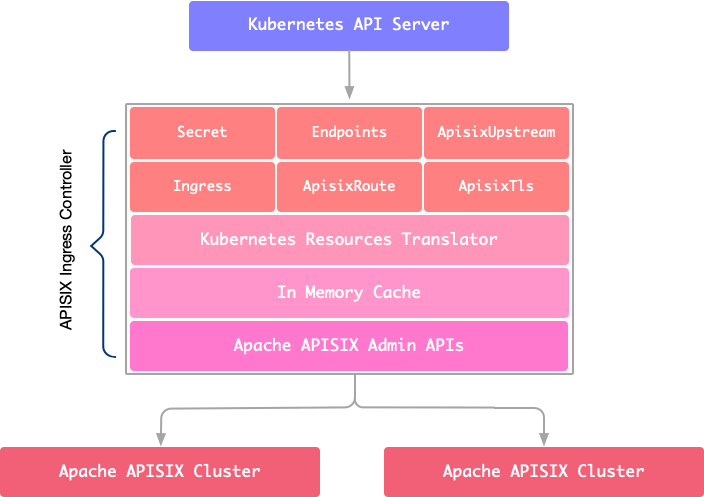 Kubernetes API Server
Secret
Endpoints
ApisixUpstream
Ingress
ApisixRoute
ApisixTls
Kubernetes Resources Translator
In Memory Cache
Apache APISIX Admin APIs
APISIX Ingress Controller
Apache APISIX Cluster
Apache APISIX Cluster